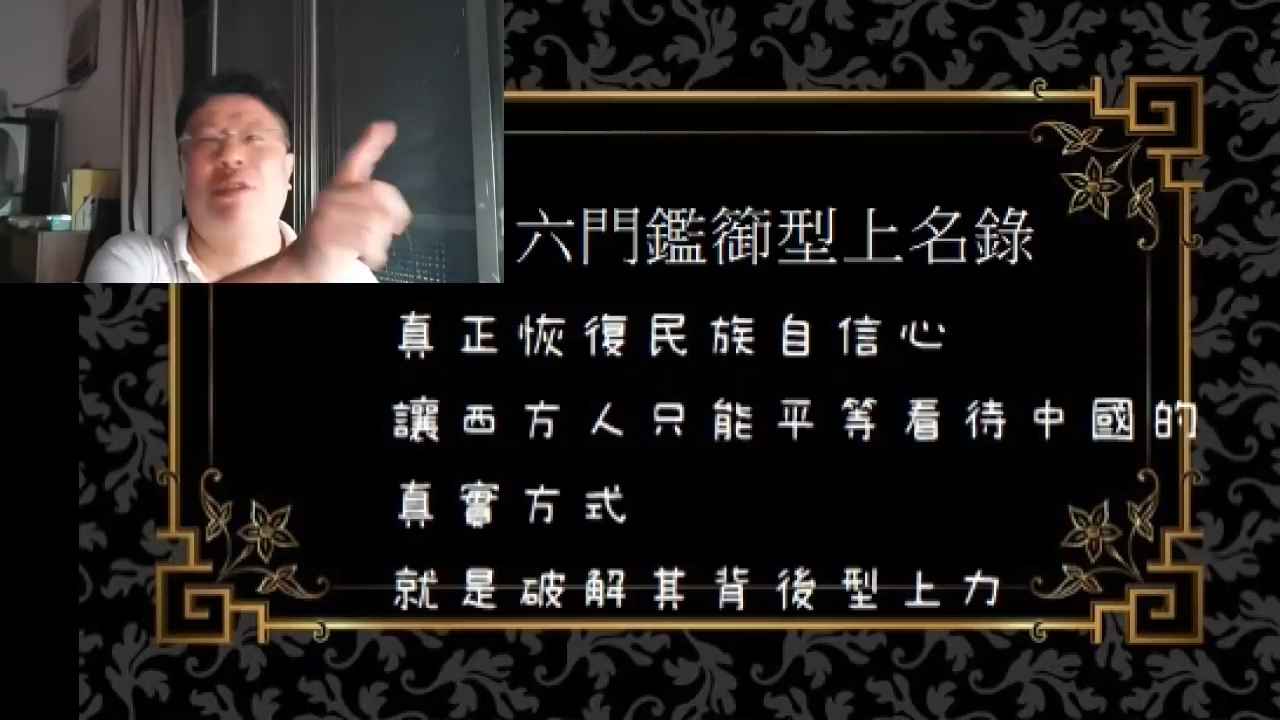 六門鑑籞型上名錄
真正恢復民族自信心
讓西方人只能平等看待中國的
真實方式
就是破解其背後型上力